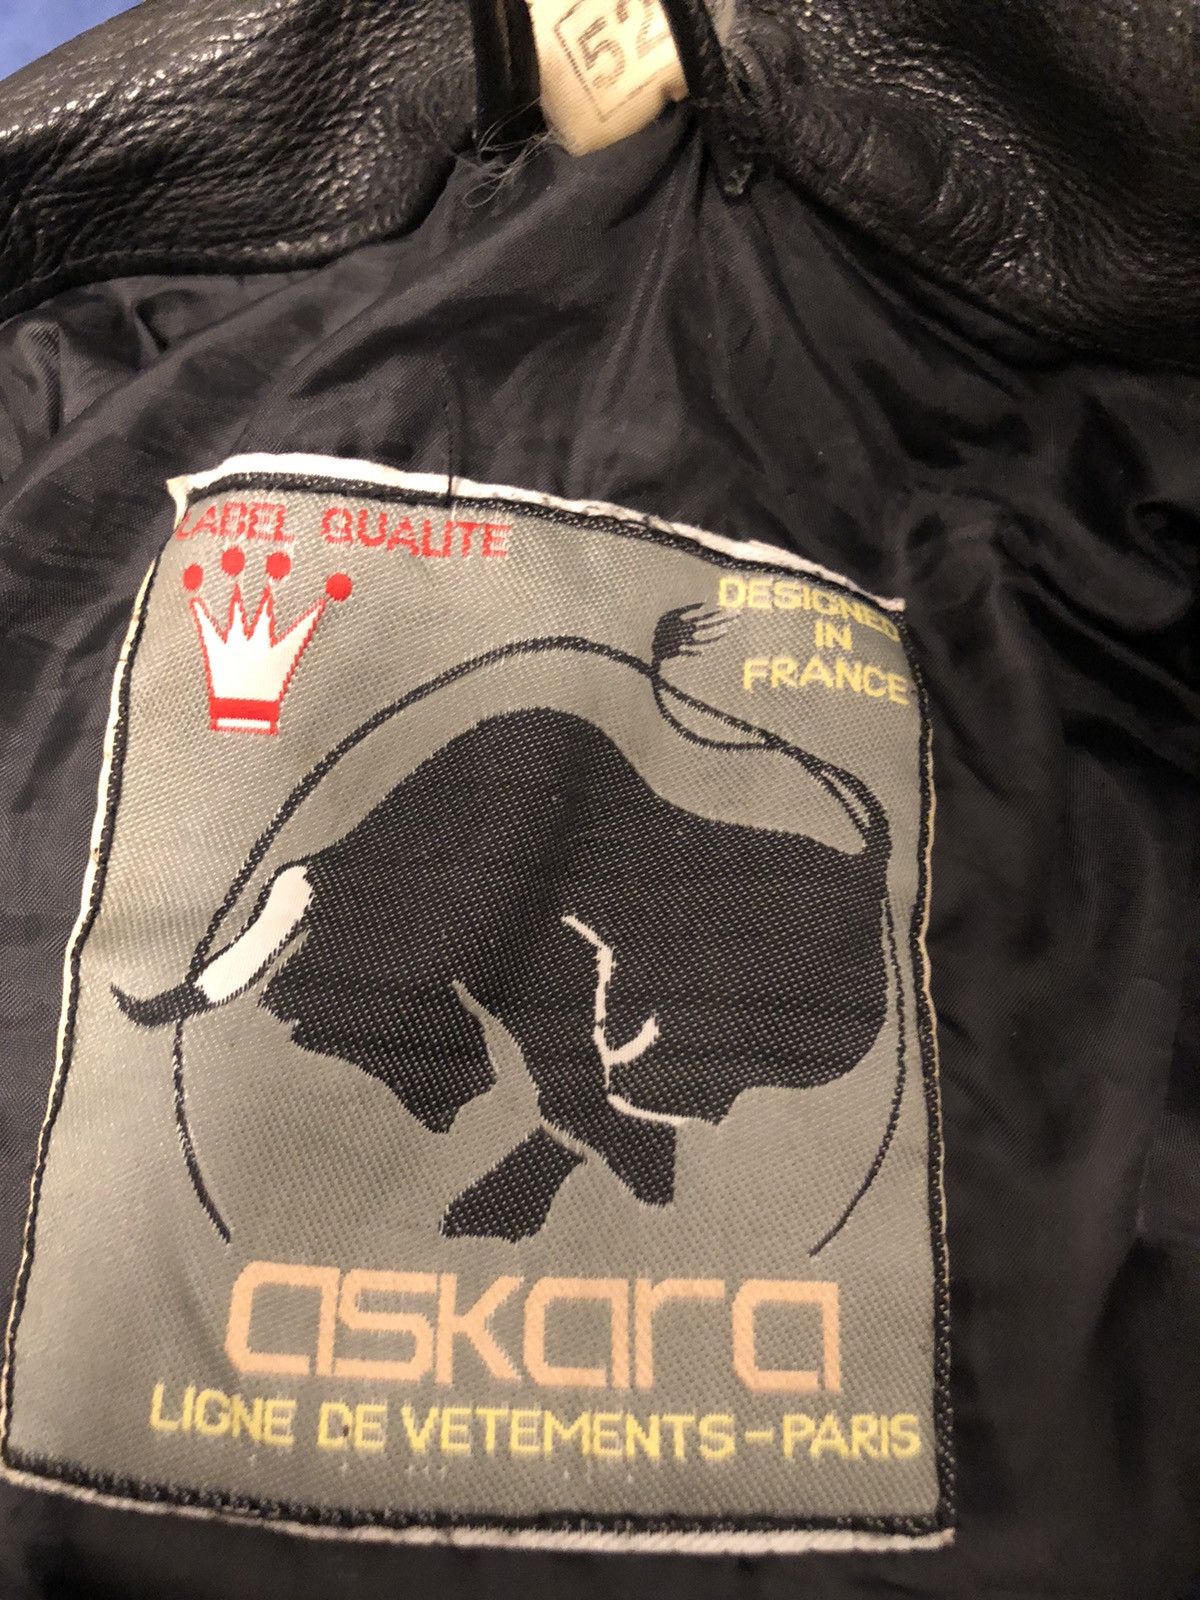 52
LABEL QUALITE
DESIGNED
IN
FRANCE
askara
LIGNE DE VETEMENTS-PARIS